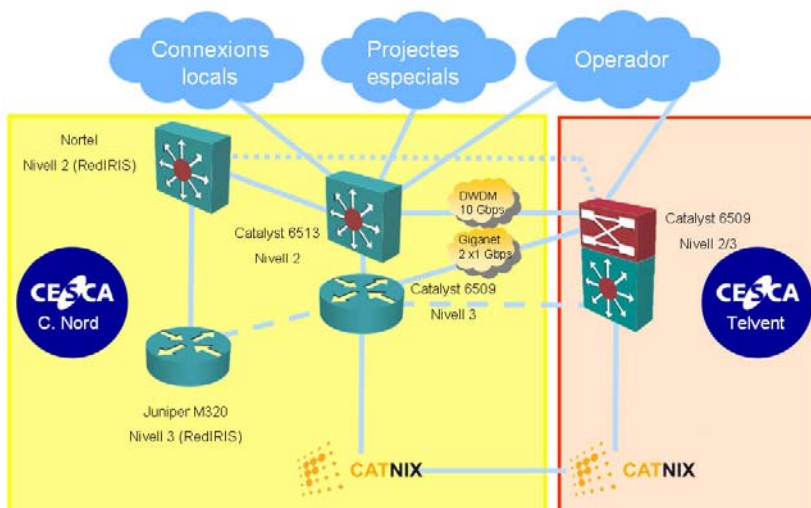 Connexions
locals
Projectes
especials
Operador
Nortel
Nivell 2 (RedIRIS)
DWDM
10 Gbps
Catalyst 6513
Nivell 2
Giganet
2 x1 Gbps
Catalyst 6509
Nivell 2/3
CESCA
C. Nord
Catalyst 6509
Nivell 3
CESCA
Telvent
Juniper M320
Nivell 3 (RedIRIS)
CATNIX
CATNIX